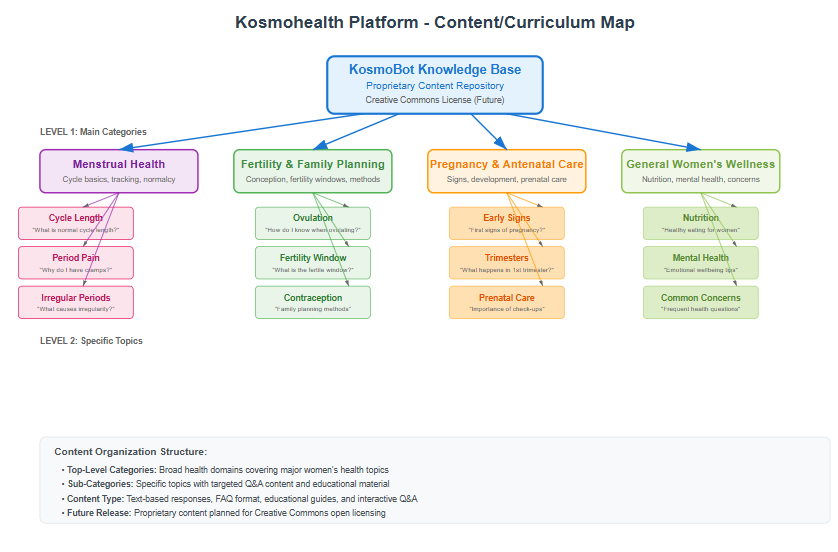 Kosmohealth Platform - Content/Curriculum Map
KosmoBot Knowledge Base
Proprietary Content Repository
Creative Commons License (Future)
LEVEL 1: Main Categories
Menstrual Health
Cycle basics, tracking, normalcy
Fertility & Family Planning
Conception, fertility windows, methods
Pregnancy & Antenatal Care
Signs, development, prenatal care
General Women's Wellness
Nutrition, mental health, concerns
Cycle Length
"What is normal cycle length?"
Ovulation
"How do I know when ovulating?"
Early Signs
"First signs of pregnancy?"
Nutrition
"Healthy eating for women"
Period Pain
"Why do I have cramps?"
Fertility Window
"What is the fertile window?"
Trimesters
"What happens in 1st trimester?"
Mental Health
"Emotional wellbeing tips"
Irregular Periods
"What causes irregularity?"
Contraception
"Family planning methods"
Prenatal Care
"Importance of check-ups"
Common Concerns
"Frequent health questions"
LEVEL 2: Specific Topics
Content Organization Structure:
• Top-Level Categories: Broad health domains covering major women's health topics
• Sub-Categories: Specific topics with targeted Q&A content and educational material
• Content Type: Text-based responses, FAQ format, educational guides, and interactive Q&A
• Future Release: Proprietary content planned for Creative Commons open licensing